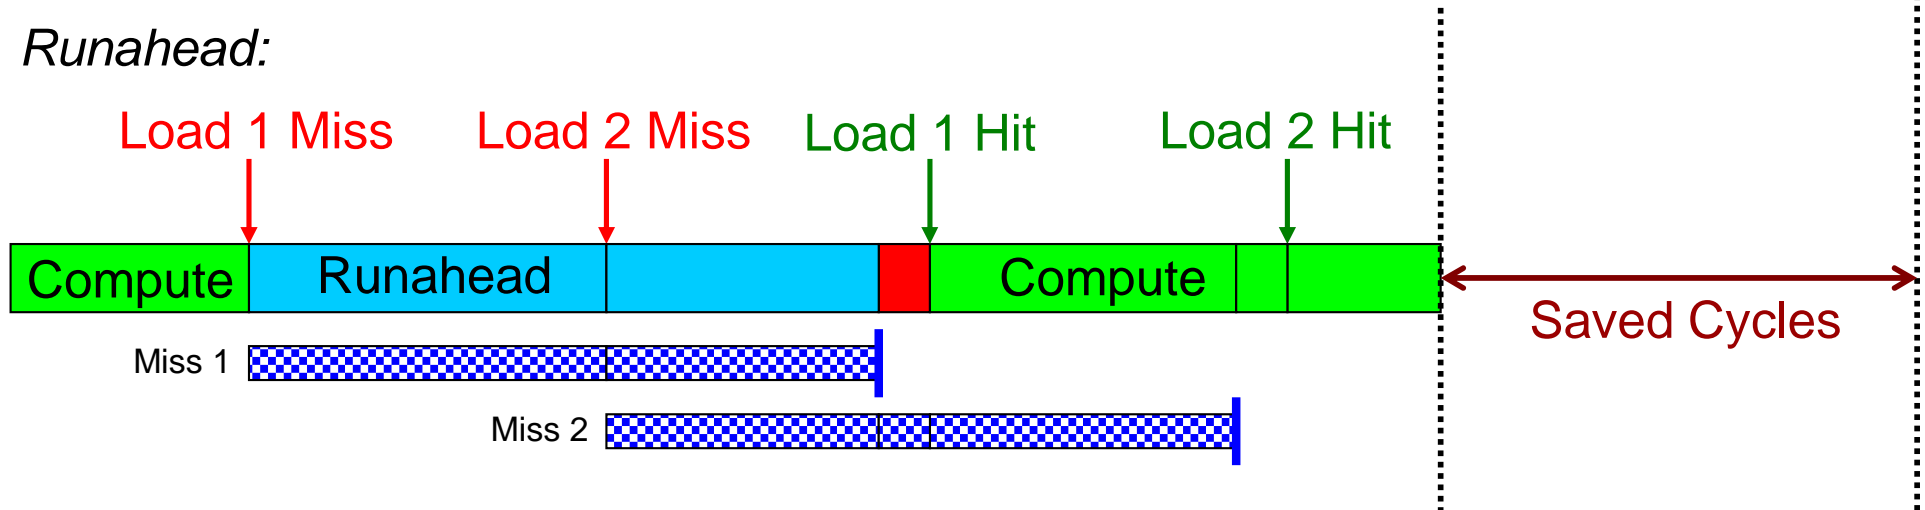 Runahead:
Load 1 Miss
Load 2 Miss
Load 1 Hit
Load 2 Hit
Compute
Runahead
Compute
Saved Cycles
Miss 1
Miss 2